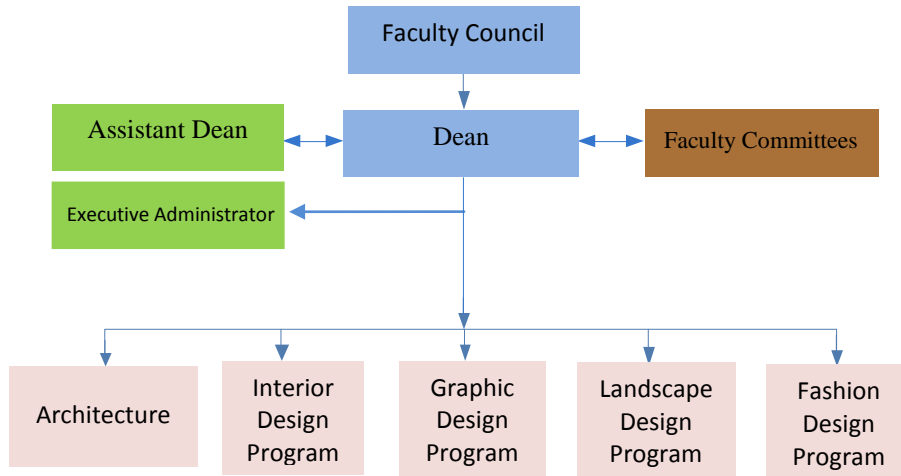 Faculty Council
Assistant Dean
Dean
Faculty Committees
Executive Administrator
Architecture
Interior
Design
Program
Graphic
Design
Program
Landscape
Design
Program
Fashion
Design
Program